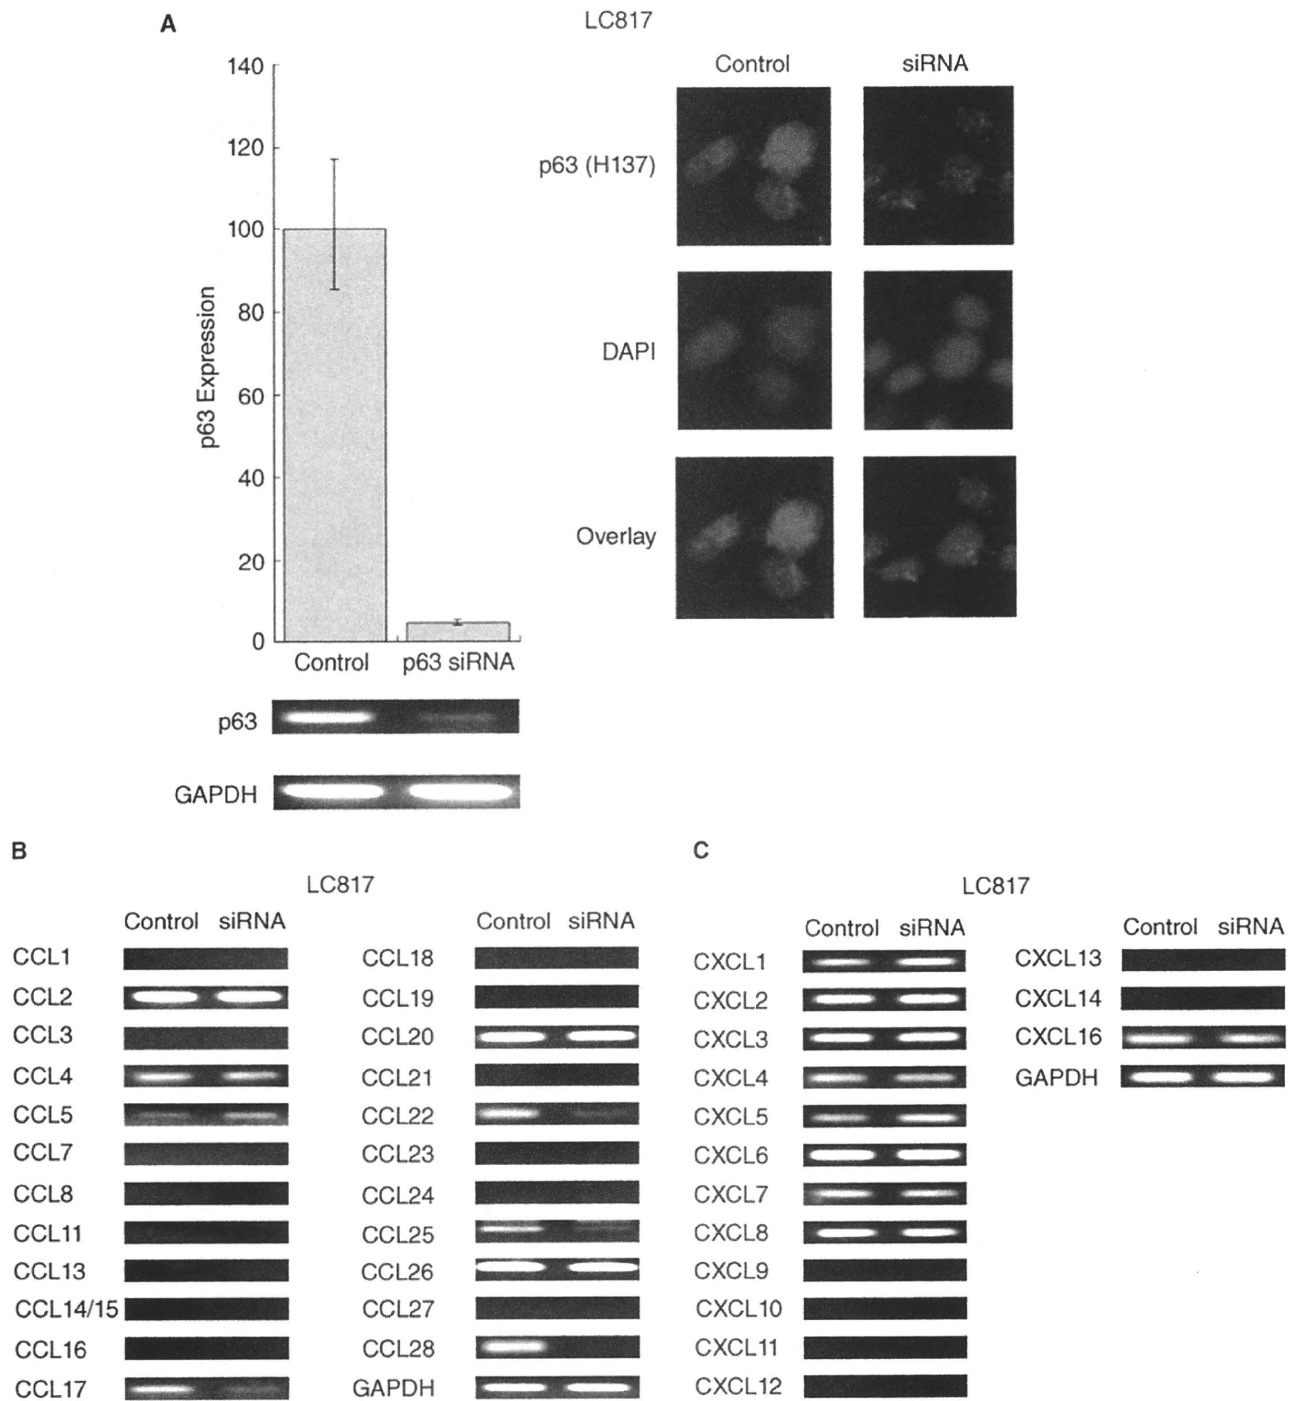 A
LC817
140
120
100
80
60
40
20
0
p63 Expression
Control
p63 siRNA
p63
GAPDH
Control
siRNA
p63 (H137)
DAPI
Overlay
B
LC817
Control siRNA
CCL1
CCL2
CCL3
CCL4
CCL5
CCL7
CCL8
CCL11
CCL13
CCL14/15
CCL16
CCL17
Control siRNA
CCL18
CCL19
CCL20
CCL21
CCL22
CCL23
CCL24
CCL25
CCL26
CCL27
CCL28
GAPDH
C
LC817
Control siRNA
CXCL1
CXCL2
CXCL3
CXCL4
CXCL5
CXCL6
CXCL7
CXCL8
CXCL9
CXCL10
CXCL11
CXCL12
Control siRNA
CXCL13
CXCL14
CXCL16
GAPDH